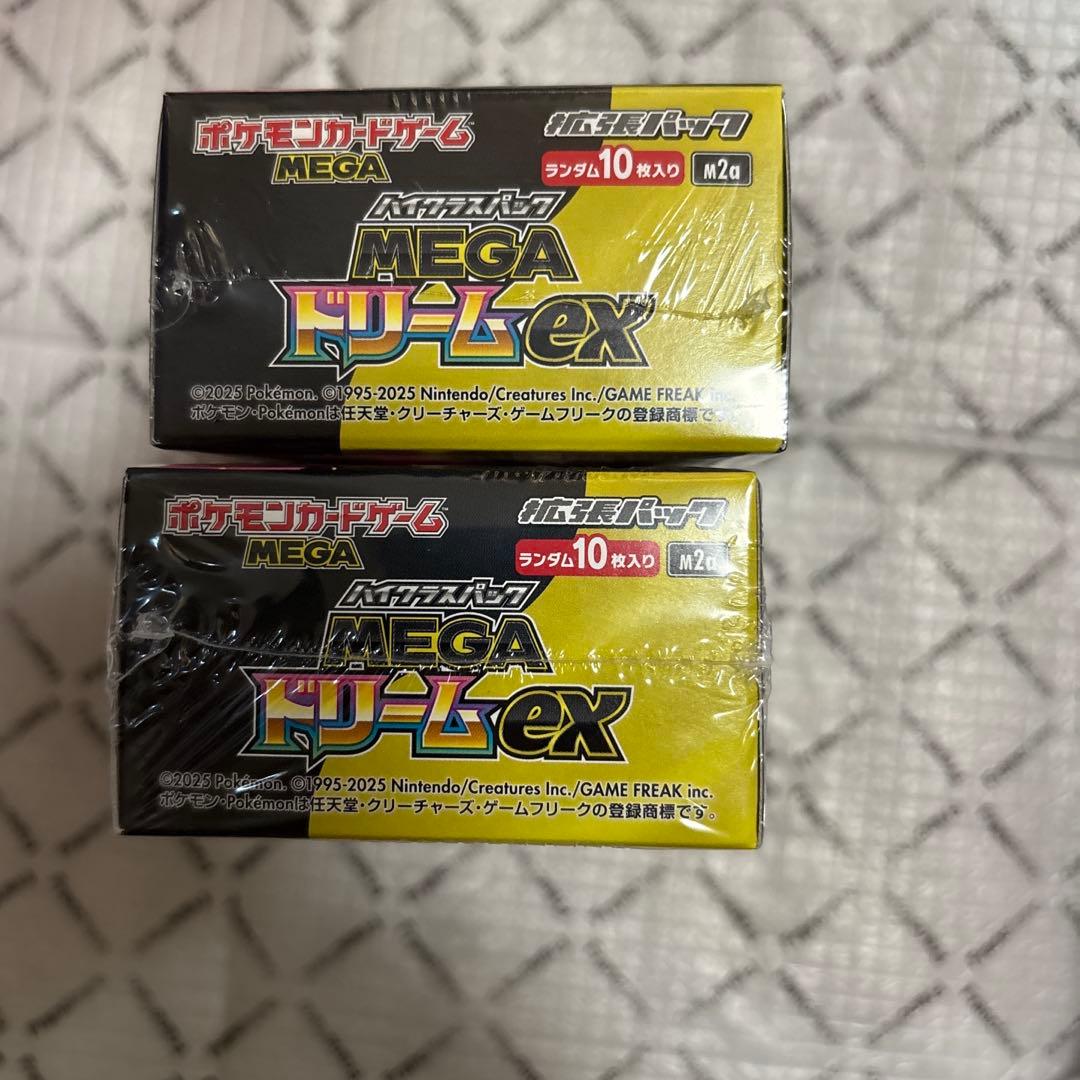 ポケモンカードゲーム
MEGA
拡張パック
ランダム10枚入り M2a
ハイクラスパック
MEGA
ドリームex
©2025 Pokémon. ©1995-2025 Nintendo/Creatures Inc./GAME FREAK inc.
ポケモン・Pokémonは任天堂・クリーチャーズ・ゲームフリークの登録商標です
ポケモンカードゲーム
MEGA
拡張パック
ランダム10枚入り M2a
ハイクラスパック
MEGA
ドリームex
©2025 Pokémon. ©1995-2025 Nintendo/Creatures Inc./GAME FREAK inc.
ポケモン・Pokémonは任天堂・クリーチャーズ・ゲームフリークの登録商標です。